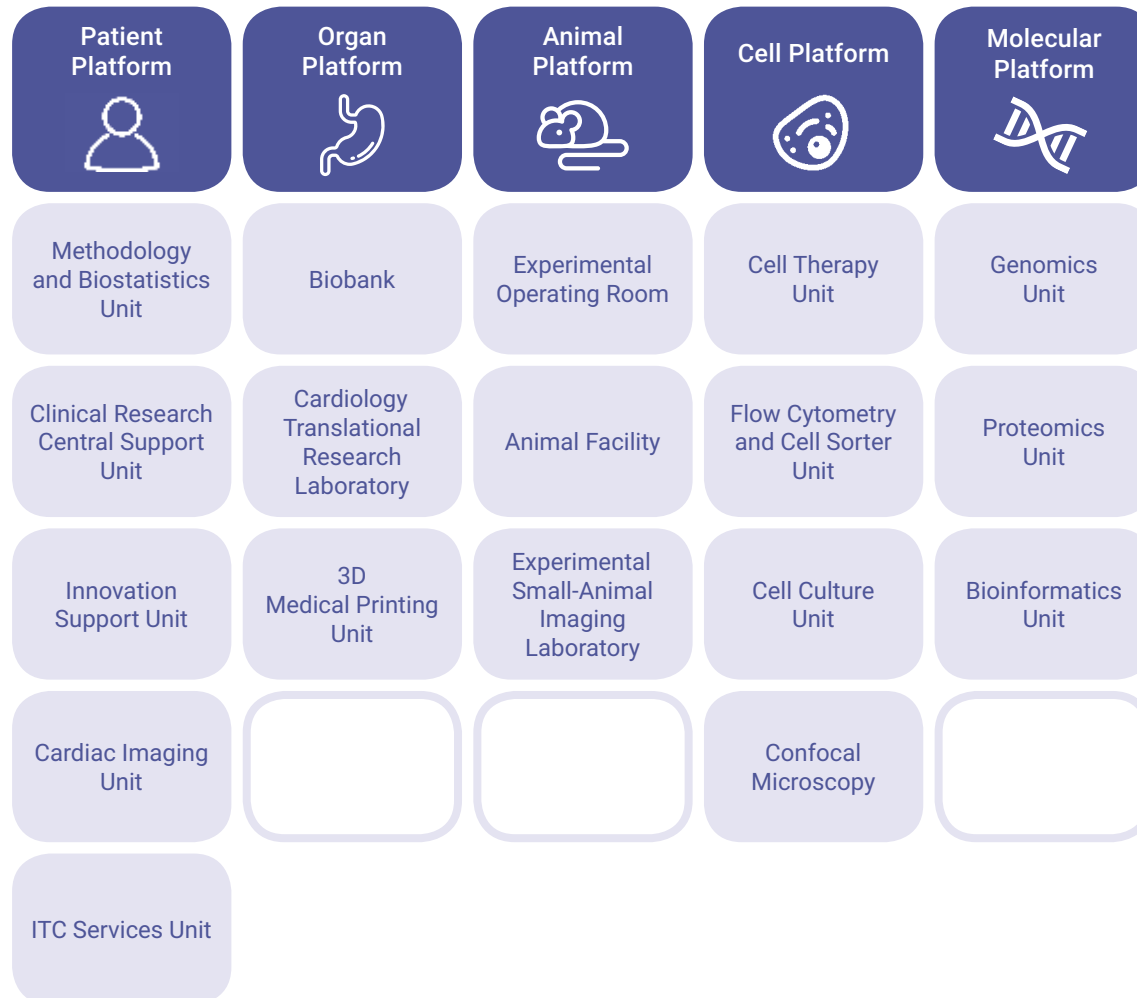 Patient
Platform
Organ
Platform
Animal
Platform
Cell Platform
Molecular
Platform
Methodology
and Biostatistics
Unit
Biobank
Experimental
Operating Room
Cell Therapy
Unit
Genomics
Unit
Clinical Research
Central Support
Unit
Cardiology
Translational
Research
Laboratory
Animal Facility
Flow Cytometry
and Cell Sorter
Unit
Proteomics
Unit
Innovation
Support Unit
3D
Medical Printing
Unit
Experimental
Small-Animal
Imaging
Laboratory
Cell Culture
Unit
Bioinformatics
Unit
Cardiac Imaging
Unit
Confocal
Microscopy
ITC Services Unit